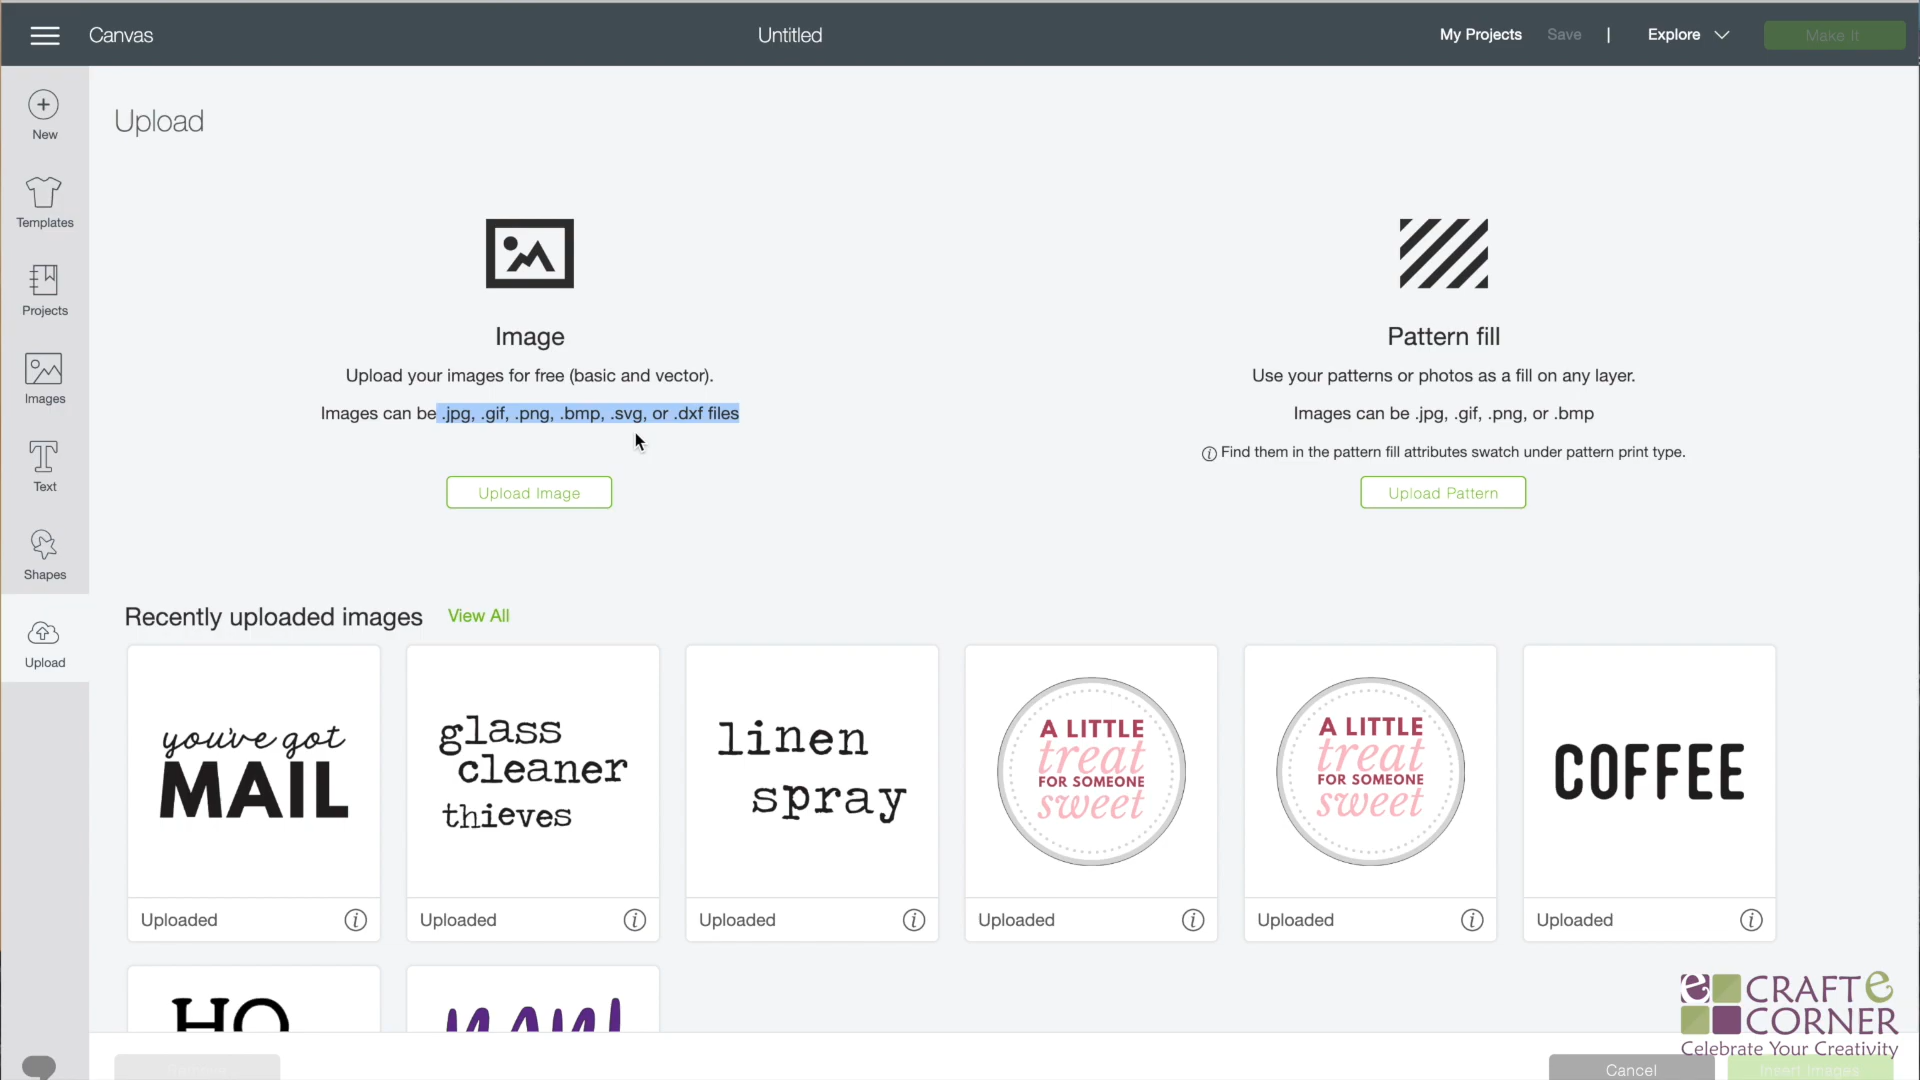 Canvas
Untitled
My Projects Save | Explore
Make It
New
Templates
Projects
Images
Text
Shapes
Upload
Upload
Image
Upload your images for free (basic and vector).
Images can be .jpg, .gif, .png, .bmp, .svg, or .dxf files
Upload Image
Pattern fill
Use your patterns or photos as a fill on any layer.
Images can be .jpg, .gif, .png, or .bmp
Find them in the pattern fill attributes swatch under pattern print type.
Upload Pattern
Recently uploaded images View All
you've got
MAIL
Uploaded
glass
cleaner
thieves
Uploaded
linen
spray
Uploaded
A LITTLE
treat
FOR SOMEONE
sweet
Uploaded
A LITTLE
treat
FOR SOMEONE
sweet
Uploaded
COFFEE
Uploaded
HO
e CRAFT e
CORNER
Celebrate Your Creativity
Cancel
Insert Images